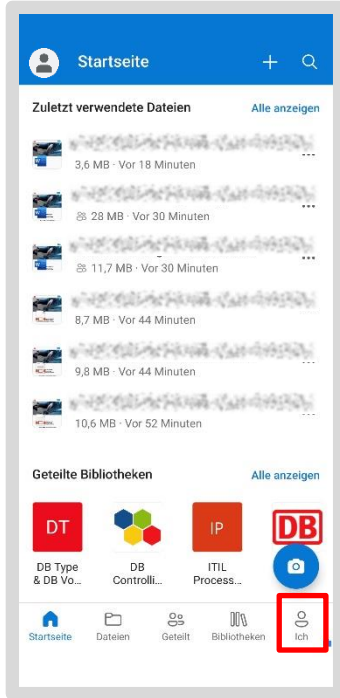 Startseite
Zuletzt verwendete Dateien Alle anzeigen
3,6 MB · Vor 18 Minuten
28 MB · Vor 30 Minuten
11,7 MB · Vor 30 Minuten
8,7 MB · Vor 44 Minuten
9,8 MB · Vor 44 Minuten
10,6 MB · Vor 52 Minuten
Geteilte Bibliotheken Alle anzeigen
DT IP DB
DB Type DB ITIL
& DB Vo... Controlli... Process...
Startseite Dateien Geteilt Bibliotheken Ich